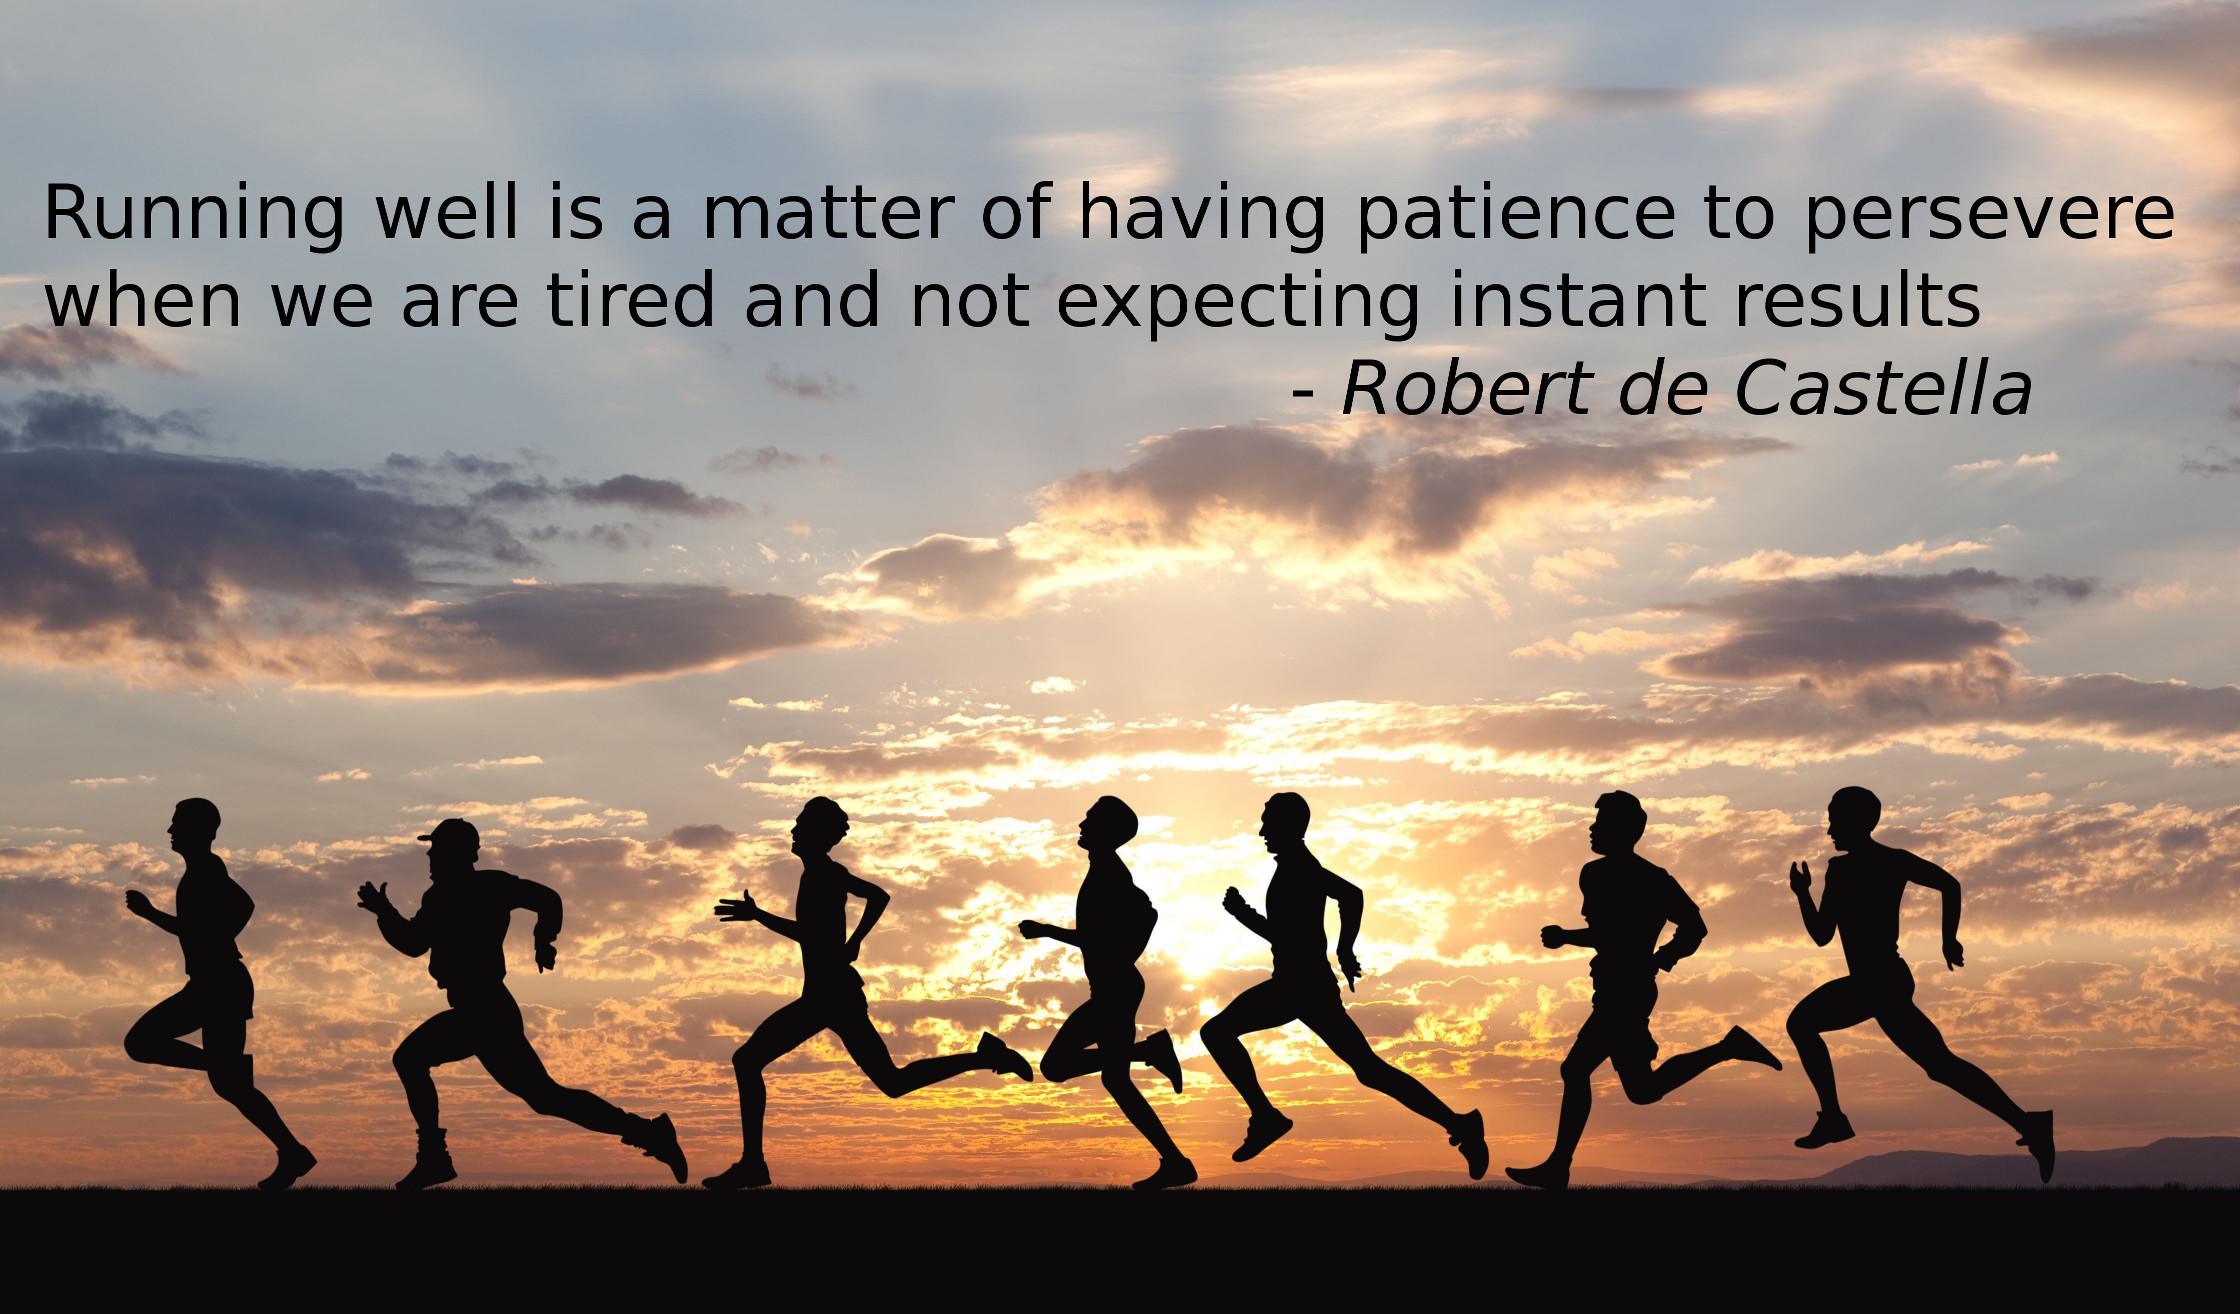 Running well is a matter of having patience to persevere
when we are tired and not expecting instant results
- Robert de Castella